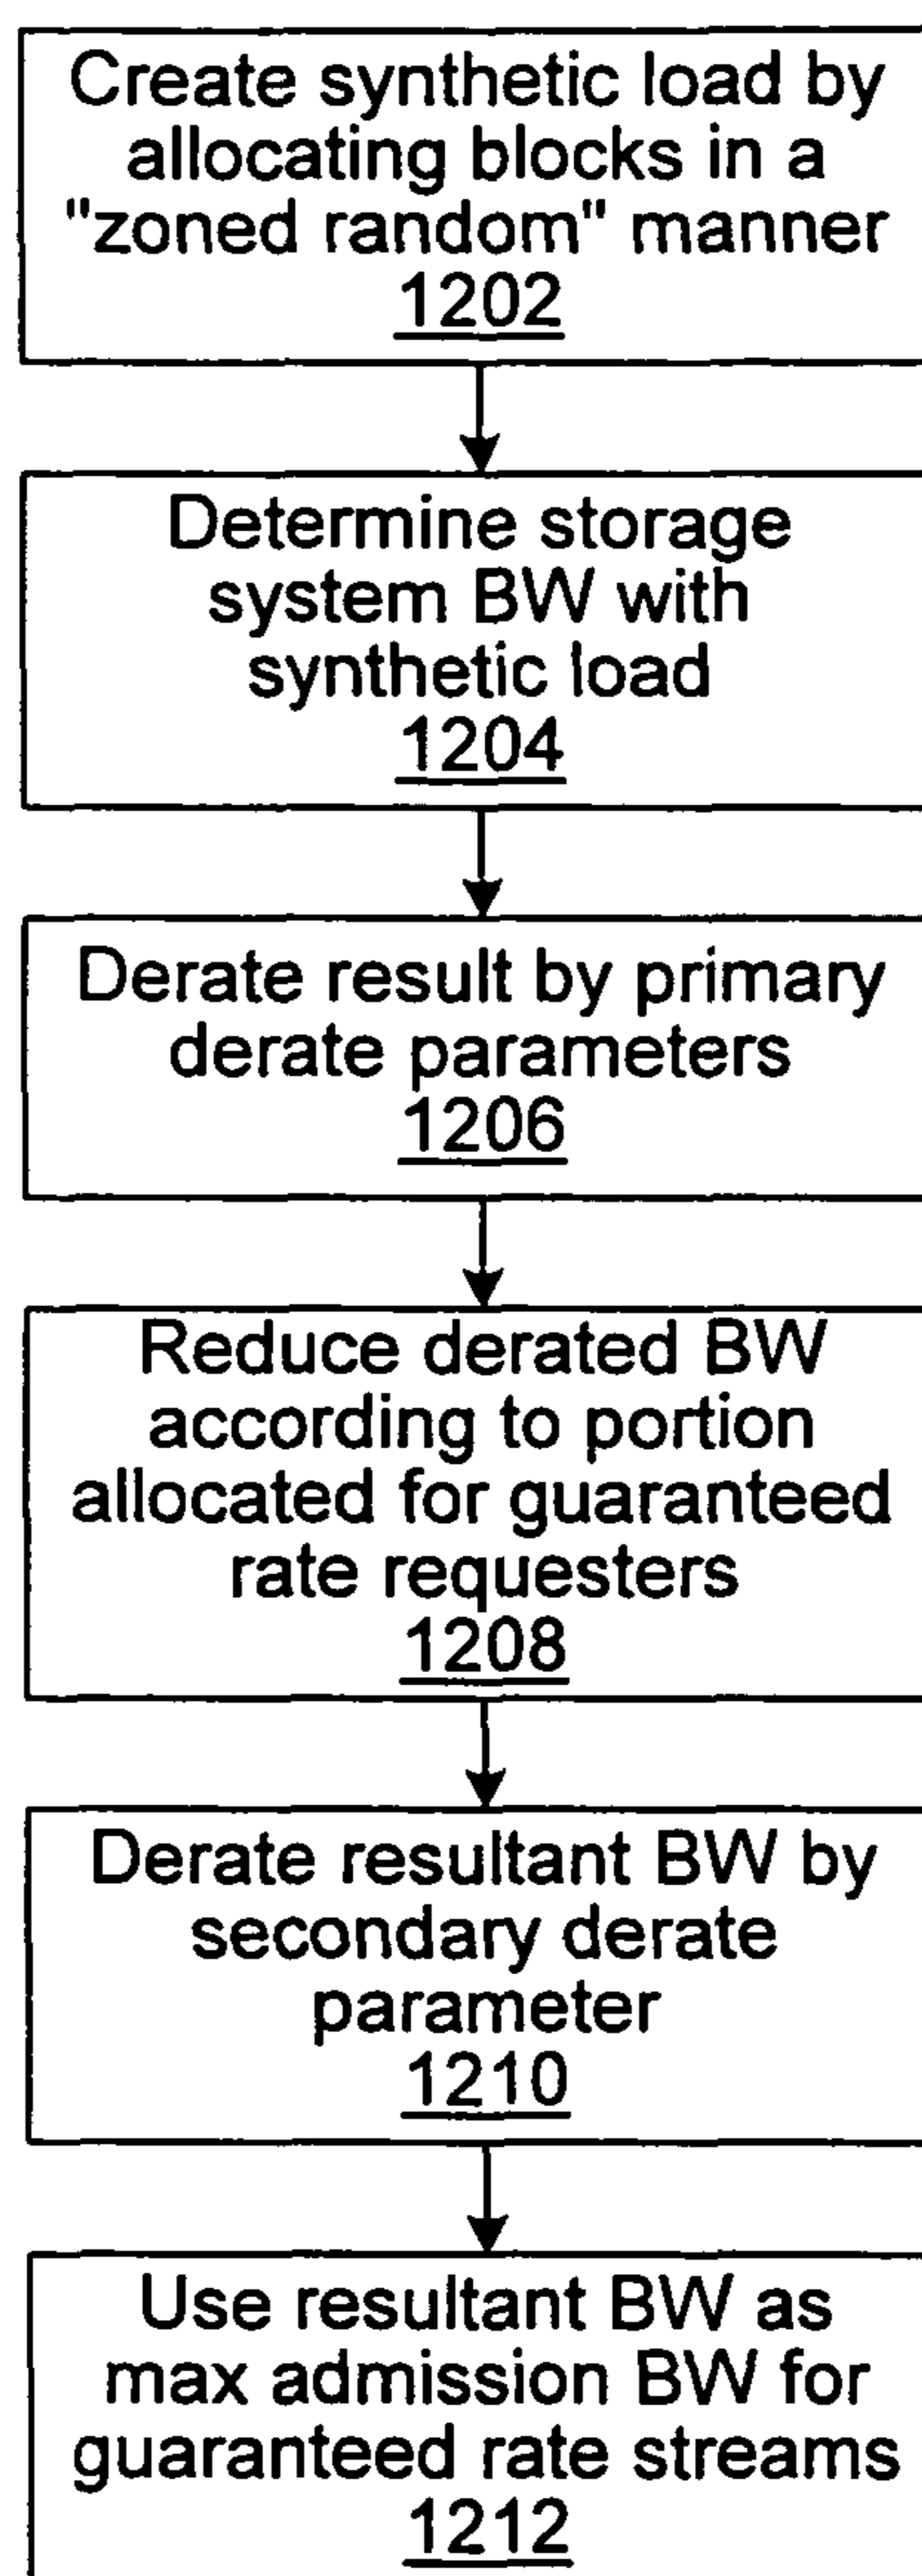 Create synthetic load by
allocating blocks in a
"zoned random" manner
1202
Determine storage
system BW with
synthetic load
1204
Derate result by primary
derate parameters
1206
Reduce derated BW
according to portion
allocated for guaranteed
rate requesters
1208
Derate resultant BW by
secondary derate
parameter
1210
Use resultant BW as
max admission BW for
guaranteed rate streams
1212